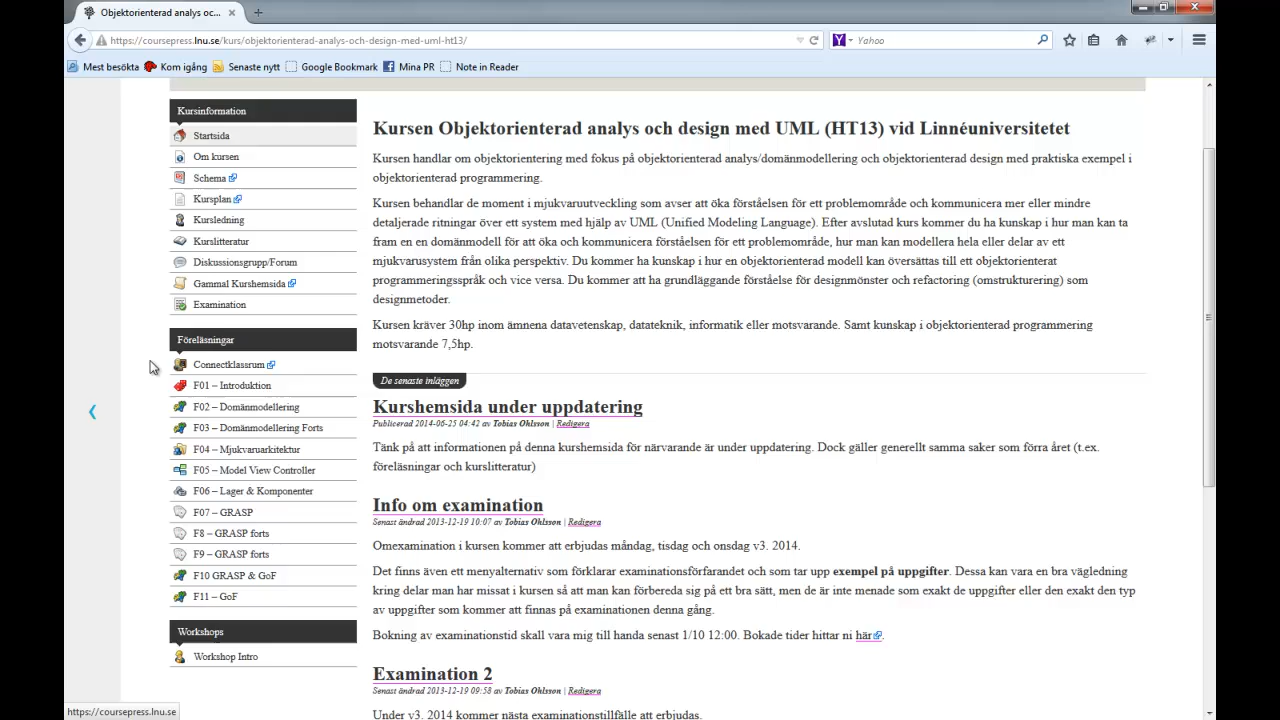 Objektorienterad analys oc...
https://coursepress.lnu.se/kurs/objektorienterad-analys-och-design-med-uml-ht13/
Yahoo
Mest besökta
Kom igång
Senaste nytt
Google Bookmark
Mina PR
Note in Reader
Kursinformation
Startsida
Om kursen
Schema
Kursplan
Kursledning
Kurslitteratur
Diskussionsgrupp/Forum
Gammal Kurshemsida
Examination
Föreläsningar
Connectklassrum
F01 – Introduktion
F02 – Domänmodellering
F03 – Domänmodellering Forts
F04 – Mjukvaruarkitektur
F05 – Model View Controller
F06 – Lager & Komponenter
F07 – GRASP
F8 – GRASP forts
F9 – GRASP forts
F10 GRASP & GoF
F11 – GoF
Workshops
Workshop Intro
Kursen Objektorienterad analys och design med UML (HT13) vid Linnéuniversitetet
Kursen handlar om objektorientering med fokus på objektorienterad analys/domänmodellering och objektorienterad design med praktiska exempel i
objektorienterad programmering.
Kursen behandlar de moment i mjukvaruutveckling som avser att öka förståelsen för ett problemområde och kommunicera mer eller mindre
detaljerade ritningar över ett system med hjälp av UML (Unified Modeling Language). Efter avslutad kurs kommer du ha kunskap i hur man kan ta
fram en en domänmodell för att öka och kommunicera förståelsen för ett problemområde, hur man kan modellera hela eller delar av ett
mjukvarusystem från olika perspektiv. Du kommer ha kunskap i hur en objektorienterad modell kan översättas till ett objektorienterat
programmeringsspråk och vice versa. Du kommer att ha grundläggande förståelse för designmönster och refactoring (omstrukturering) som
designmetoder.
Kursen kräver 30hp inom ämnena datavetenskap, datateknik, informatik eller motsvarande. Samt kunskap i objektorienterad programmering
motsvarande 7,5hp.
De senaste inläggen
Kurshemsida under uppdatering
Publicerad 2014-06-25 04:42 av Tobias Ohlsson | Redigera
Tänk på att informationen på denna kurshemsida för närvarande är under uppdatering. Dock gäller generellt samma saker som förra året (t.ex.
föreläsningar och kurslitteratur)
Info om examination
Senast ändrad 2013-12-19 10:07 av Tobias Ohlsson | Redigera
Omexamination i kursen kommer att erbjudas måndag, tisdag och onsdag v3. 2014.
Det finns även ett menyalternativ som förklarar examinationsförfarandet och som tar upp exempel på uppgifter. Dessa kan vara en bra vägledning
kring delar man har missat i kursen så att man kan förbereda sig på ett bra sätt, men de är inte menade som exakt de uppgifter eller den exakt den typ
av uppgifter som kommer att finnas på examinationen denna gång.
Bokning av examinationstid skall vara mig till handa senast 1/10 12:00. Bokade tider hittar ni här.
Examination 2
Senast ändrad 2013-12-19 09:58 av Tobias Ohlsson | Redigera
Under v3. 2014 kommer nästa examinationstillfälle att erbjudas.
https://coursepress.lnu.se